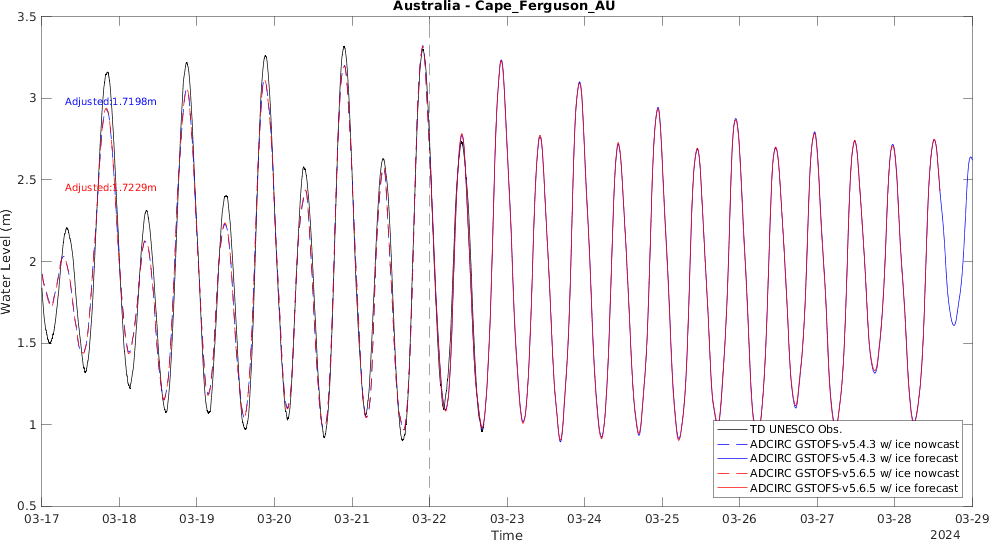 Australia - Cape_Ferguson_AU
3.5
3
2.5
2
1.5
1
0.5
Water Level (m)
Adjusted:1.7198m
Adjusted:1.7229m
TD UNESCO Obs.
ADCIRC GSTOFS-v5.4.3 w/ ice nowcast
ADCIRC GSTOFS-v5.4.3 w/ ice forecast
ADCIRC GSTOFS-v5.6.5 w/ ice nowcast
ADCIRC GSTOFS-v5.6.5 w/ ice forecast
03-17 03-18 03-19 03-20 03-21 03-22 03-23 03-24 03-25 03-26 03-27 03-28 03-29
Time
2024